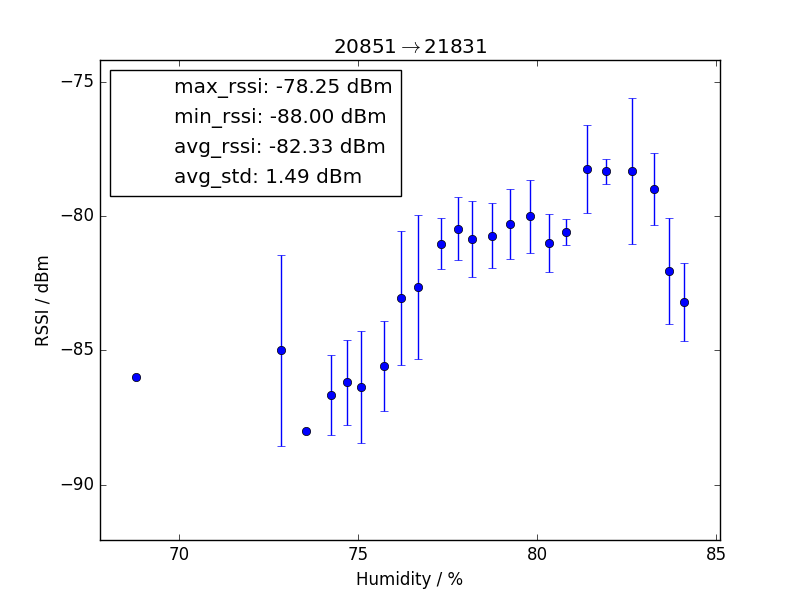 20851→21831
max_rssi: -78.25 dBm
min_rssi: -88.00 dBm
avg_rssi: -82.33 dBm
avg_std: 1.49 dBm
−75
−80
−85
−90
RSSI / dBm
70 75 80 85
Humidity / %